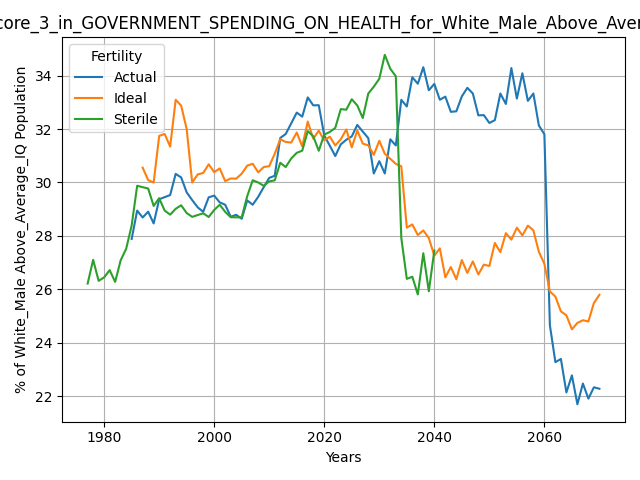 core_3_in_GOVERNMENT_SPENDING_ON_HEALTH_for_White_Male_Above_Aver
% of White_Male Above_Average_IQ Population
34
32
30
28
26
24
22
Fertility
Actual
Ideal
Sterile
1980
2000
2020
2040
2060
Years